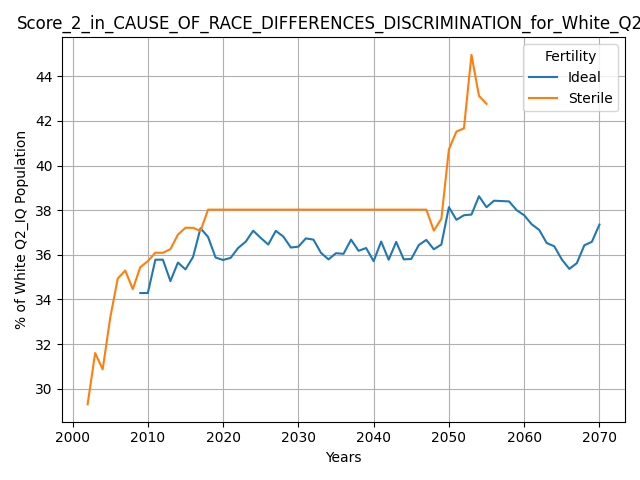 Score_2_in_CAUSE_OF_RACE_DIFFERENCES_DISCRIMINATION_for_White_Q2
Fertility
Ideal
Sterile
44
42
40
38
36
34
32
30
% of White Q2_IQ Population
2000 2010 2020 2030 2040 2050 2060 2070
Years